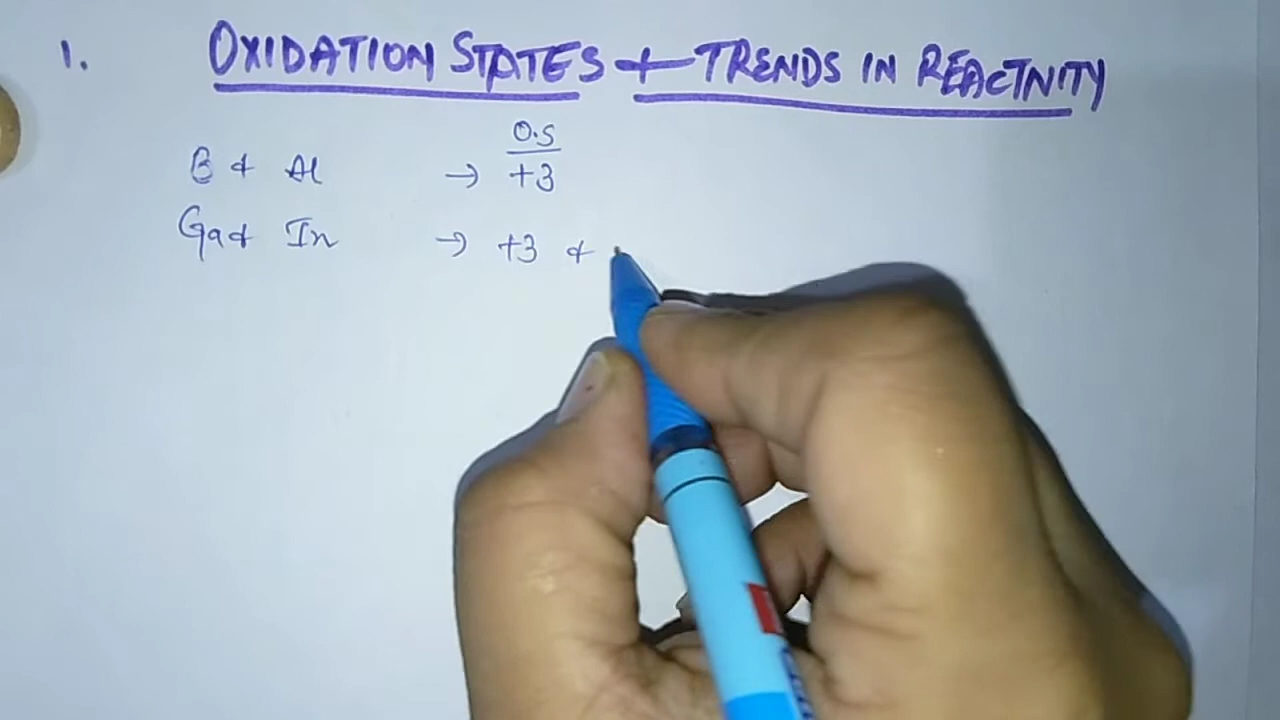 1. OXIDATION STATES + TRENDS IN REACTIVITY
O.S
B & Al → +3
Ga & In → +3 &